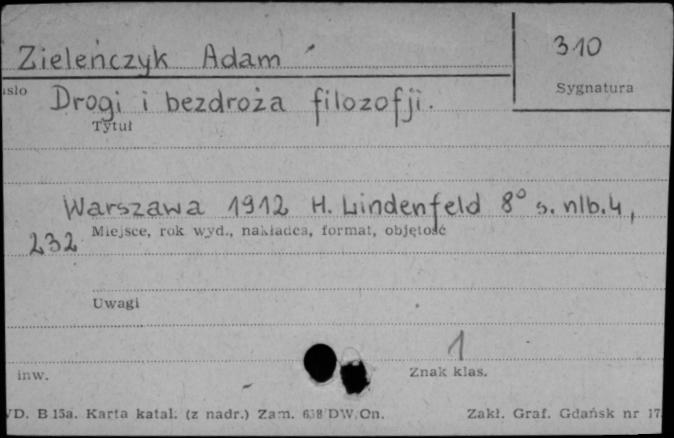 Zieleńczyk Adam 310
Sygnatura
Drogi i bezdroża filozofji.
Tytuł
Warszawa 1912 H. Lindenfeld 8° s. nlb. 4,
Miejsce, rok wyd., nakładca, format, objętość
232
Uwagi
1
inw. Znak klas.
B 15a. Karta katal. (z nadr.) Zam. 638 DW.On. Zakł. Graf. Gdańsk nr 17